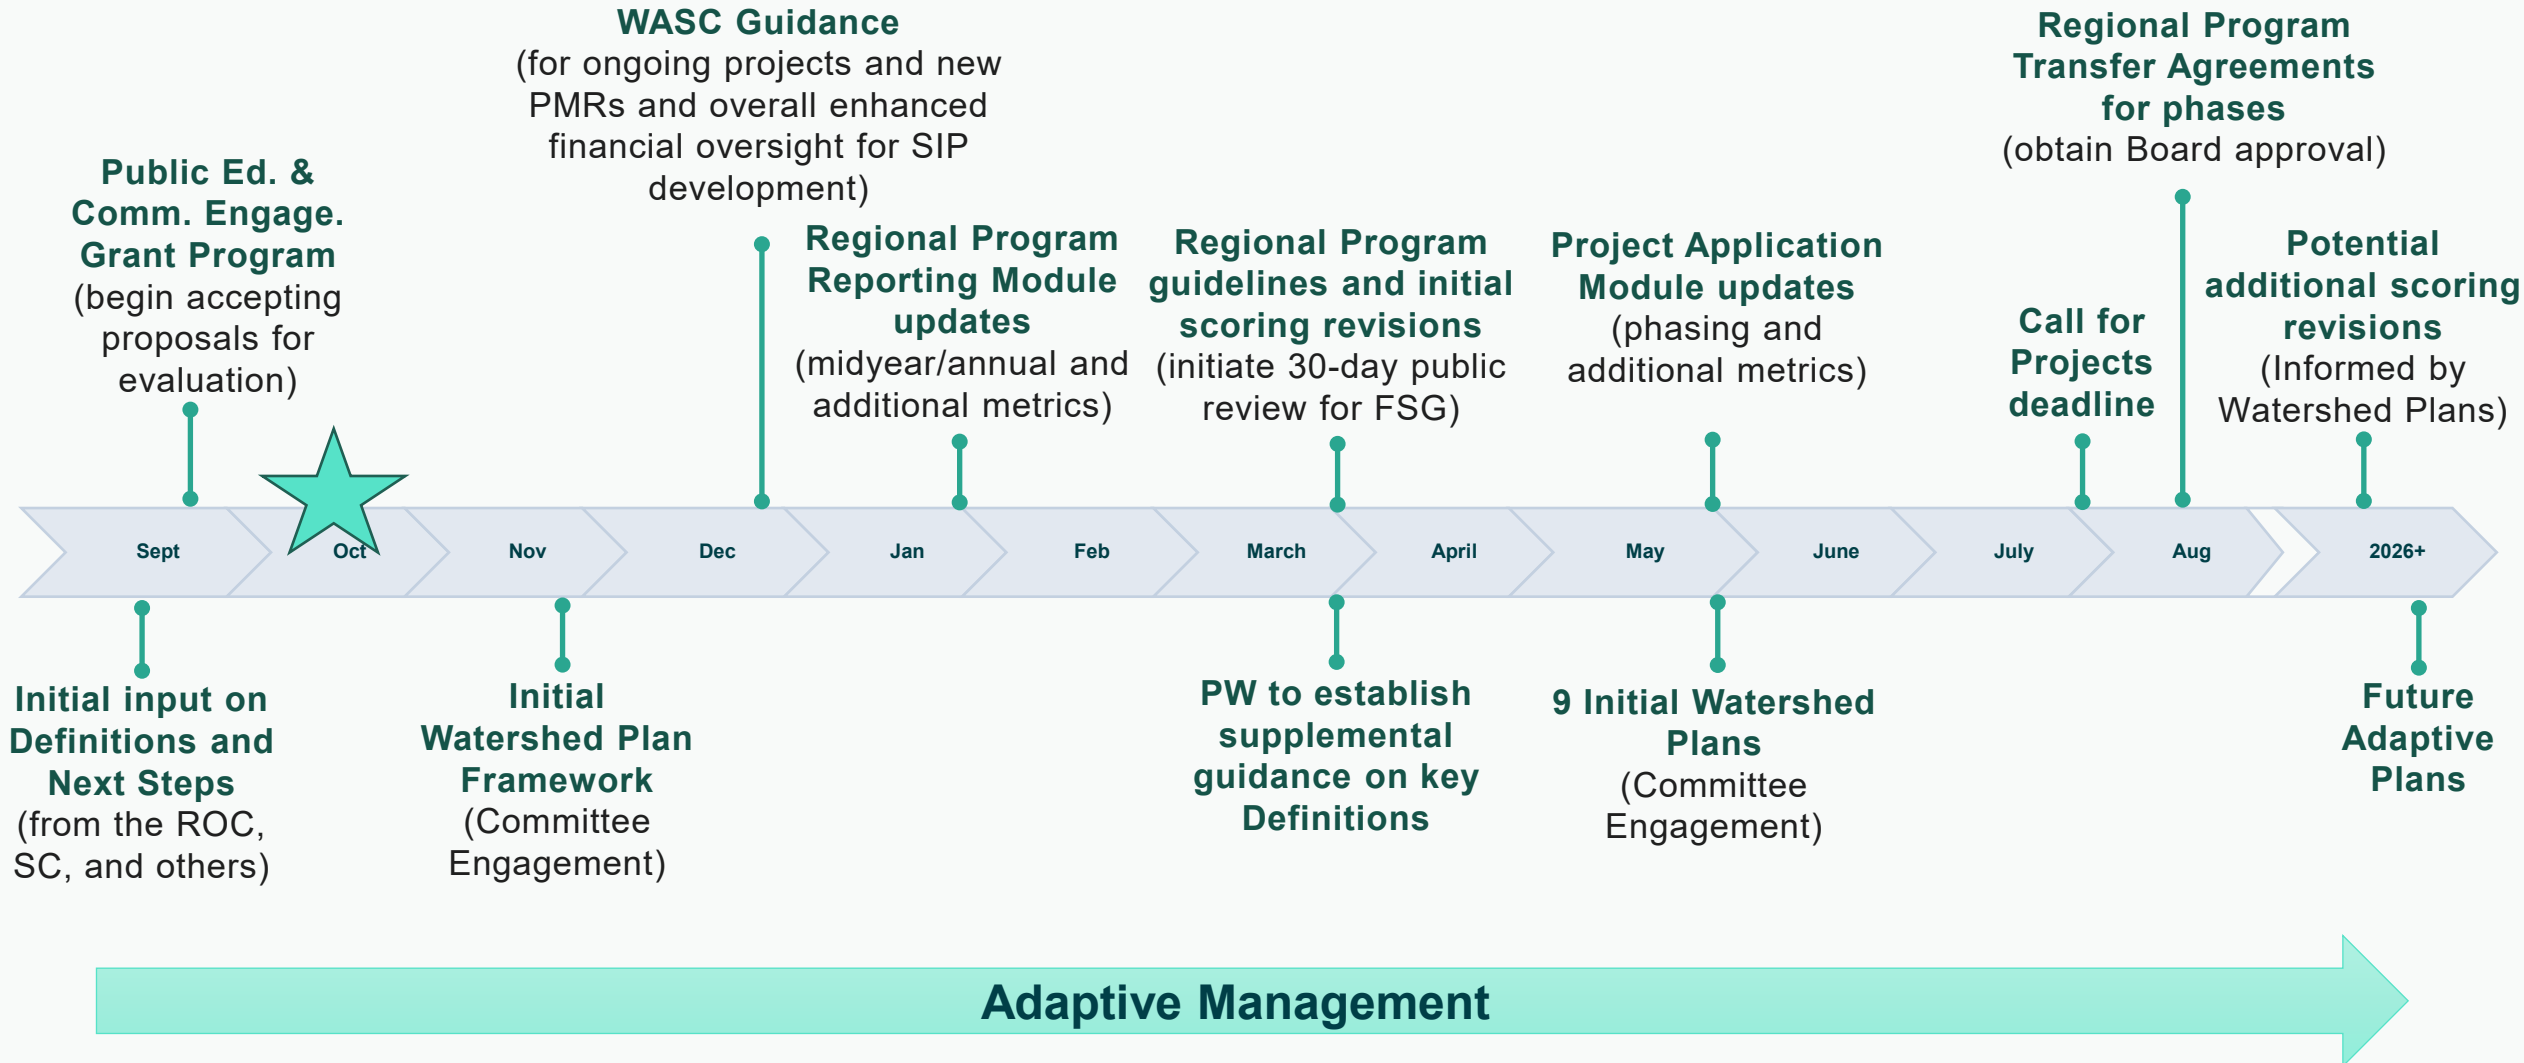 WASC Guidance
(for ongoing projects and new
PMRs and overall enhanced
financial oversight for SIP
development)
Regional Program
Transfer Agreements
for phases
(obtain Board approval)
Public Ed. &
Comm. Engage.
Grant Program
(begin accepting
proposals for
evaluation)
Regional Program
Reporting Module
updates
(midyear/annual and
additional metrics)
Regional Program
guidelines and initial
scoring revisions
(initiate 30-day public
review for FSG)
Project Application
Module updates
(phasing and
additional metrics)
Call for
Projects
deadline
Potential
additional scoring
revisions
(Informed by
Watershed Plans)
Sept
Oct
Nov
Dec
Jan
Feb
March
April
May
June
July
Aug
2026+
Initial input on
Definitions and
Next Steps
(from the ROC,
SC, and others)
Initial
Watershed Plan
Framework
(Committee
Engagement)
PW to establish
supplemental
guidance on key
Definitions
9 Initial Watershed
Plans
(Committee
Engagement)
Future
Adaptive
Plans
Adaptive Management